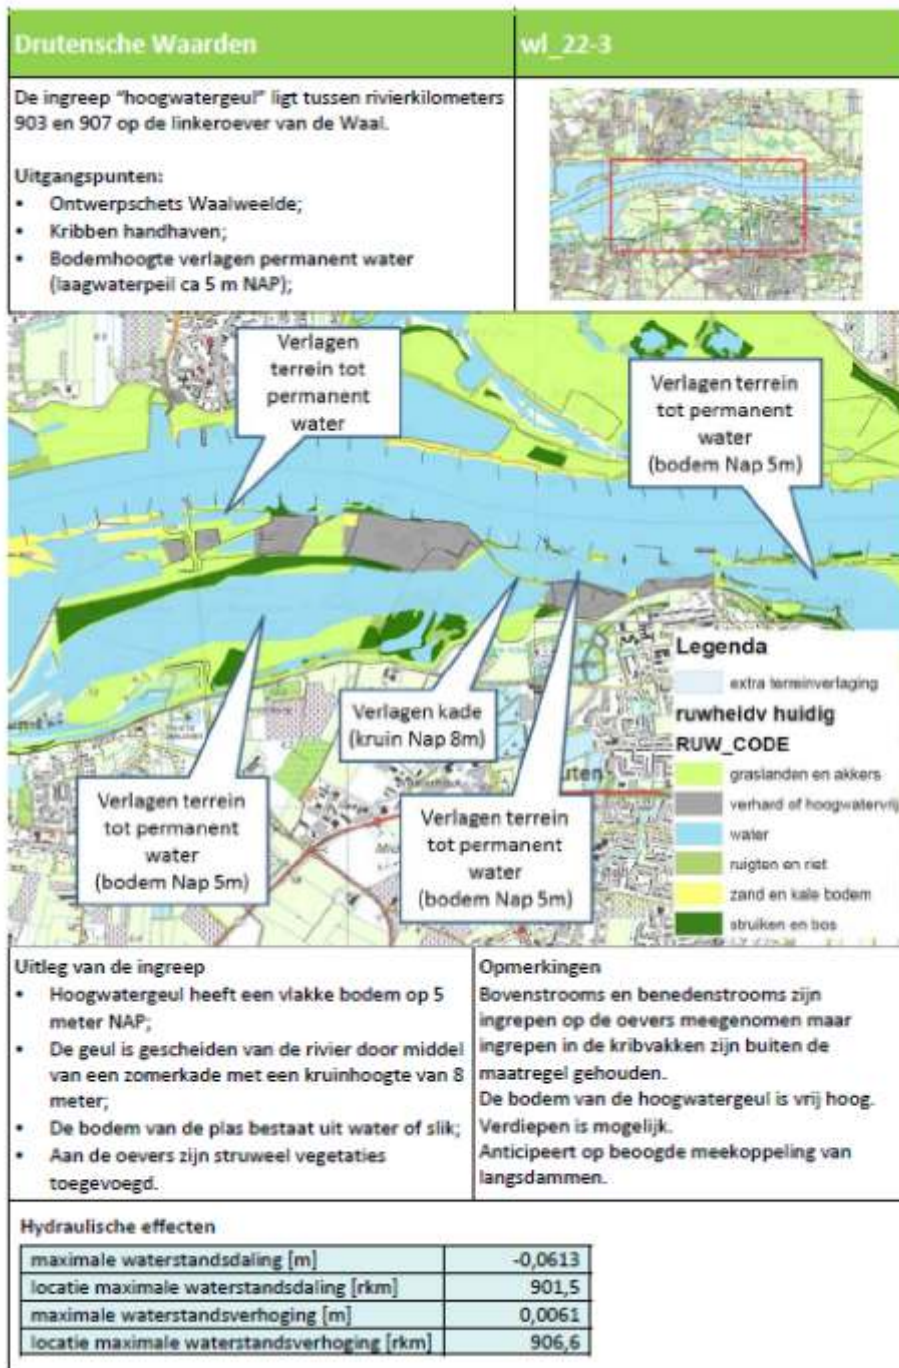 Drutensche Waarden
wl_22-3
De ingreep "hoogwatergeul" ligt tussen rivierkilometers
903 en 907 op de linkeroever van de Waal.
Uitgangspunten:
• Ontwerpschets Waalweelde;
• Kribben handhaven;
• Bodemhoogte verlagen permanent water
(laagwaterpeil ca 5 m NAP);
Verlagen
terrein tot
permanent
water
Verlagen terrein
tot permanent
water
(bodem Nap 5m)
Verlagen kade
(kruin Nap 8m)
Verlagen terrein
tot permanent
water
(bodem Nap 5m)
Verlagen terrein
tot permanent
water
(bodem Nap 5m)
Legenda
extra terreinverlaging
ruwheidv huidig
RUW_CODE
graslanden en akkers
verhard of hoogwatervrij
water
ruigten en riet
zand en kale bodem
struiken en bos
Uitleg van de ingreep
• Hoogwatergeul heeft een vlakke bodem op 5
meter NAP;
• De geul is gescheiden van de rivier door middel
van een zomerkade met een kruinhoogte van 8
meter;
• De bodem van de plas bestaat uit water of slik;
• Aan de oevers zijn struweel vegetaties
toegevoegd.
Opmerkingen
Bovenstrooms en benedenstrooms zijn
ingrepen op de oevers meegenomen maar
ingrepen in de kribvakken zijn buiten de
maatregel gehouden.
De bodem van de hoogwatergeul is vrij hoog.
Verdiepen is mogelijk.
Anticipeert op beoogde meekoppeling van
langsdammen.
Hydraulische effecten
maximale waterstandsdaling [m] -0,0613
locatie maximale waterstandsdaling [rkm] 901,5
maximale waterstandsverhoging [m] 0,0061
locatie maximale waterstandsverhoging [rkm] 906,6